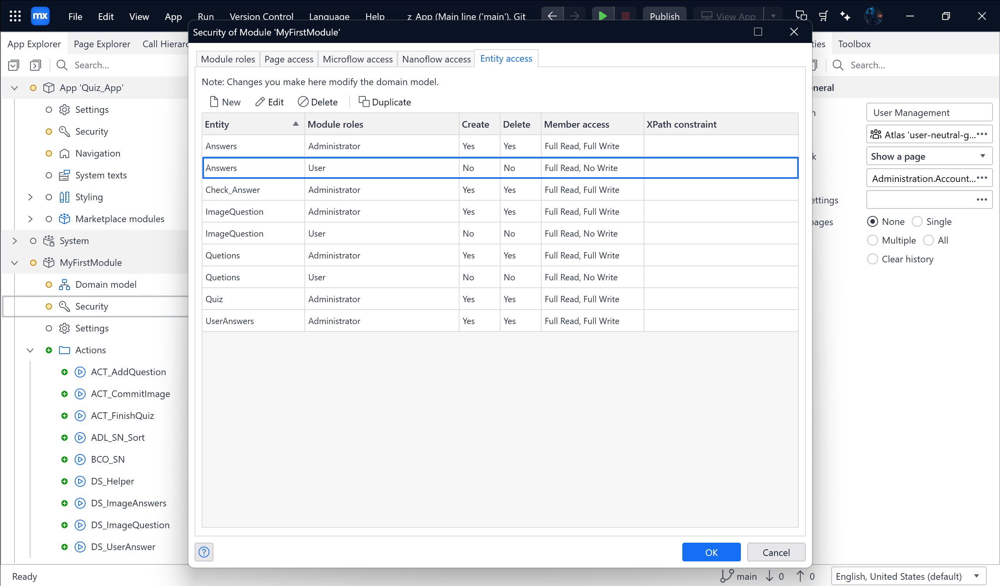 mx File Edit View App Run Version Control Language Help z_App (Main line ('main'), Git Publish View App
Security of Module 'MyFirstModule'
App Explorer Page Explorer Call Hierarc
Search...
App 'Quiz_App'
Settings
Security
Navigation
System texts
Styling
Marketplace modules
System
MyFirstModule
Domain model
Security
Settings
Actions
ACT_AddQuestion
ACT_CommitImage
ACT_FinishQuiz
ADL_SN_Sort
BCO_SN
DS_Helper
DS_ImageAnswers
DS_ImageQuestion
DS_UserAnswer
Module roles Page access Microflow access Nanoflow access Entity access
Note: Changes you make here modify the domain model.
New Edit Delete Duplicate
Entity Module roles Create Delete Member access XPath constraint
Answers Administrator Yes Yes Full Read, Full Write
Answers User No No Full Read, No Write
Check_Answer Administrator Yes Yes Full Read, Full Write
ImageQuestion Administrator Yes Yes Full Read, Full Write
ImageQuestion User No No Full Read, No Write
Quetions Administrator Yes Yes Full Read, Full Write
Quetions User No No Full Read, No Write
Quiz Administrator Yes Yes Full Read, Full Write
UserAnswers Administrator Yes Yes Full Read, Full Write
OK Cancel
ties Toolbox
Search...
eneral
n User Management
Atlas 'user-neutral-g...
k Show a page
Administration.Account...
ettings
pages None Single
Multiple All
Clear history
Ready main 0 0 English, United States (default)